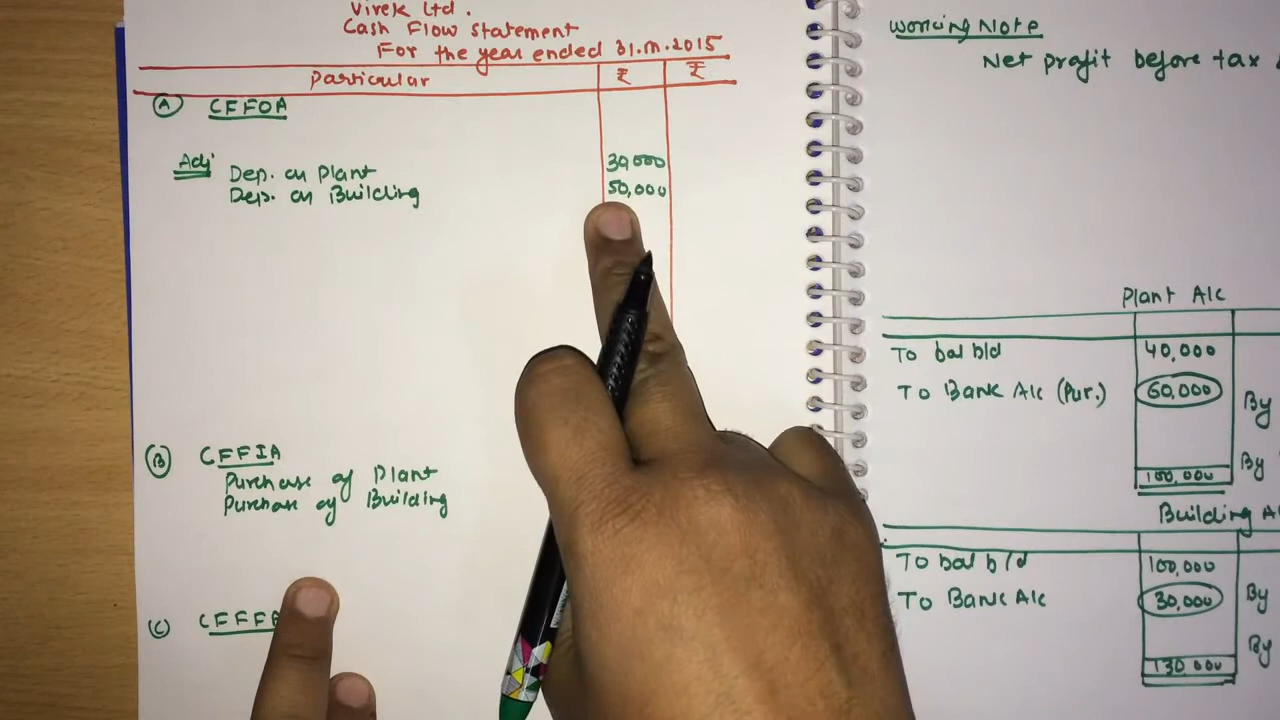 Vivek Ltd.
Cash Flow Statement
For the year ended 31.m.2015
Particular ₹ ₹
(A) CFFOA
Adj
Dep. on Plant 30,000
Dep. on Building 50,000
(B) CFFIA
Purchase of Plant
Purchase of Building
(C) CFFFA
Working Note
Net profit before tax
Plant A/c
To bal b/d 40,000
To Bank A/c (Pur.) 60,000
By
By
100,000
Building A/
To bal b/d 100,000
To Bank A/c 30,000
By
By
130,000